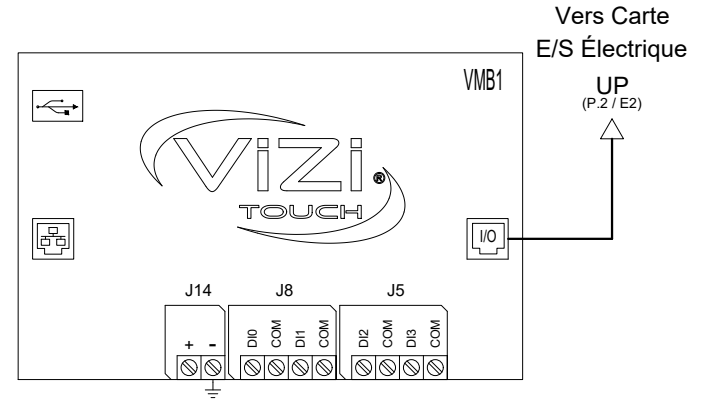 Vers Carte
E/S Électrique
UP
(P.2 / E2)
VMB1
ViZi®
TOUCH
I/O
J14
J8
J5
+ -
DI0 COM DI1 COM
DI2 COM DI3 COM